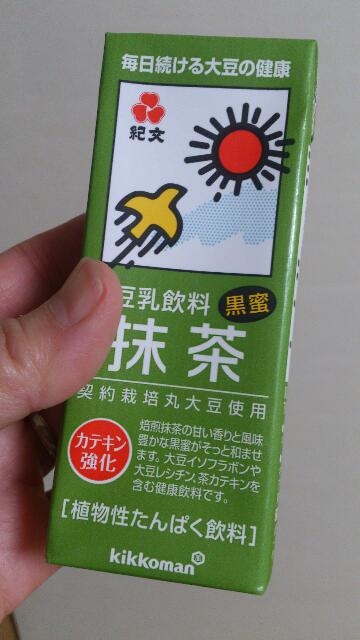 毎日続ける大豆の健康
紀文
豆乳飲料 黒蜜
抹茶
契約栽培丸大豆使用
カテキン
強化
焙煎抹茶の甘い香りと風味
豊かな黒蜜がそっと和ませ
ます。大豆イソフラボンや
大豆レシチン、茶カテキンを
含む健康飲料です。
[植物性たんぱく飲料]
kikkoman